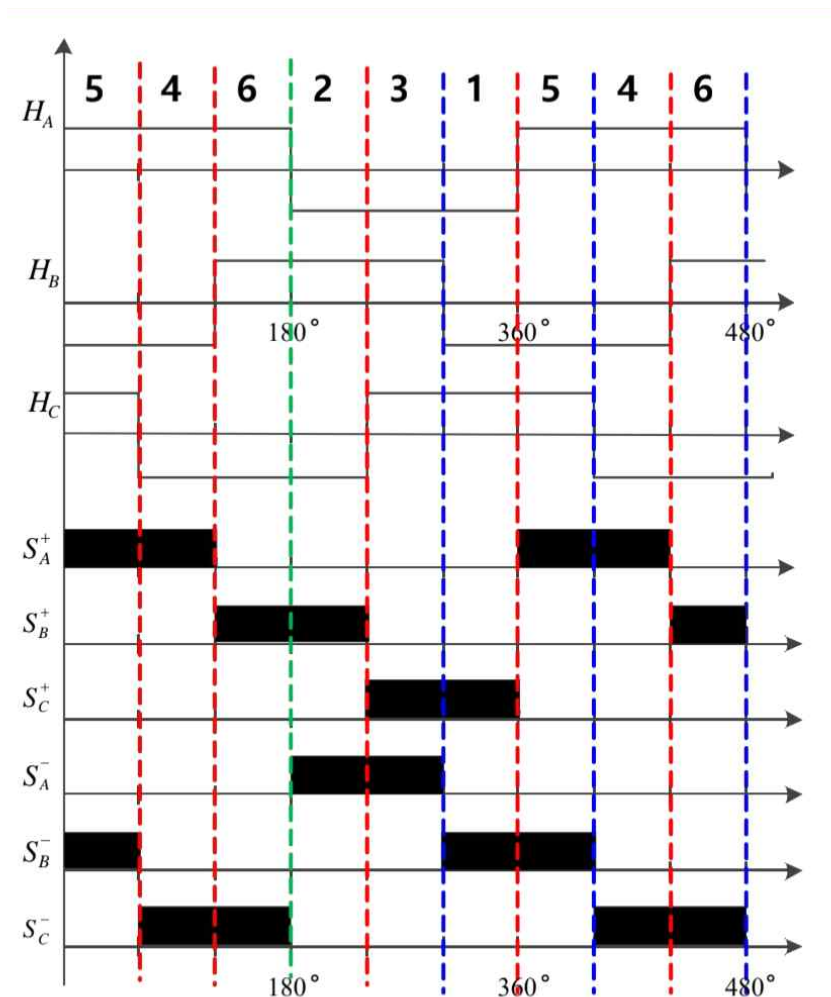 5 4 6 2 3 1 5 4 6
H_A
H_B
180° 360° 480°
H_C
S_A^+
S_B^+
S_C^+
S_A^-
S_B^-
S_C^-
180° 360° 480°